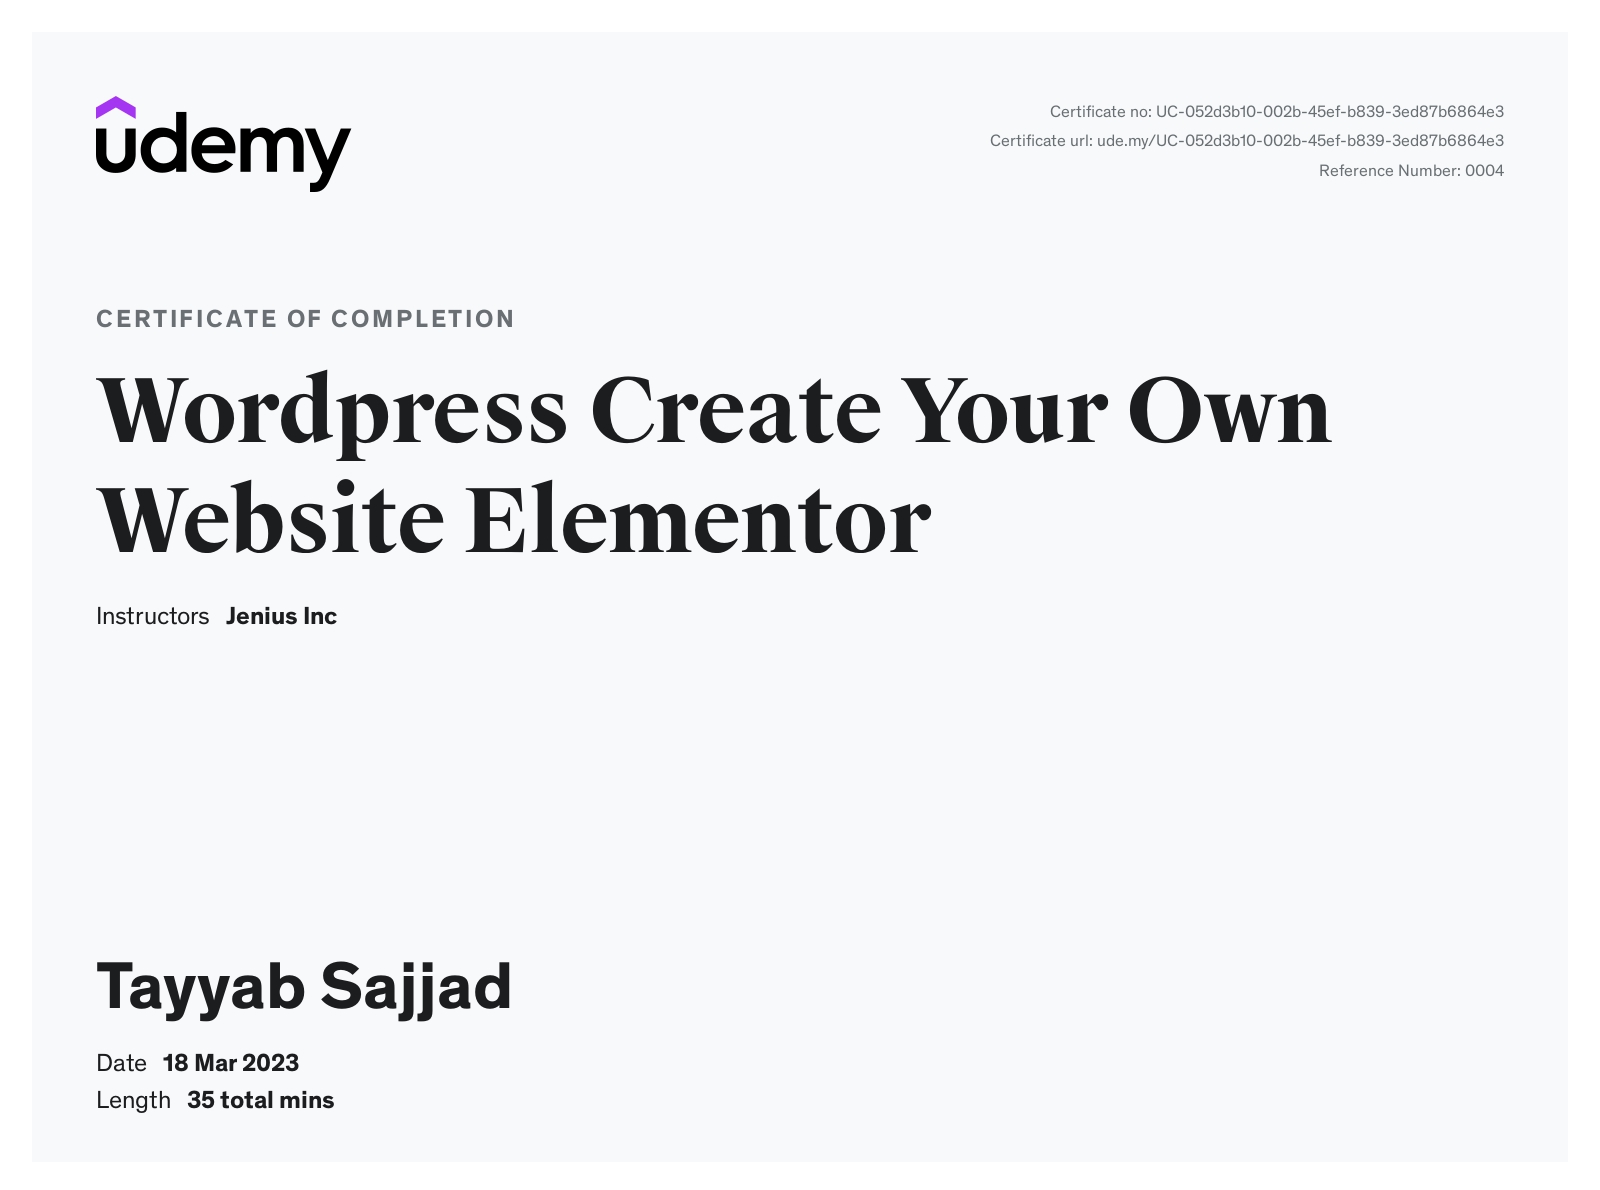 udemy
Certificate no: UC-052d3b10-002b-45ef-b839-3ed87b6864e3
Certificate url: ude.my/UC-052d3b10-002b-45ef-b839-3ed87b6864e3
Reference Number: 0004
CERTIFICATE OF COMPLETION
Wordpress Create Your Own
Website Elementor
Instructors Jenius Inc
Tayyab Sajjad
Date 18 Mar 2023
Length 35 total mins